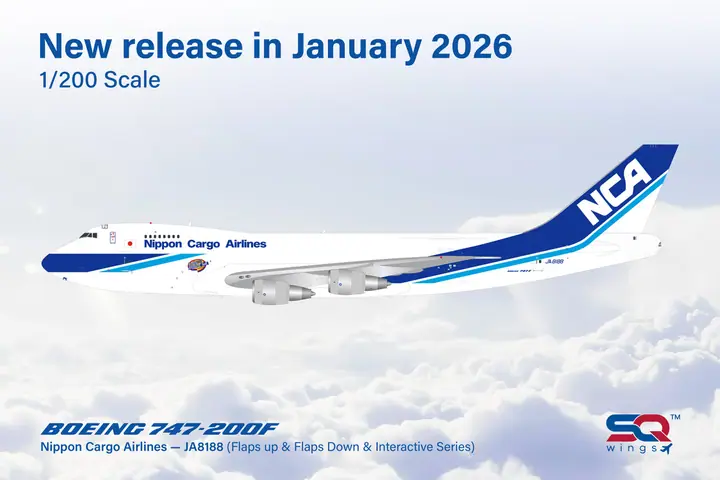 New release in January 2026
1/200 Scale
NCA
Nippon Cargo Airlines
JA8188
BOEING 747-200F
Nippon Cargo Airlines — JA8188 (Flaps up & Flaps Down & Interactive Series)
SQ™
wings